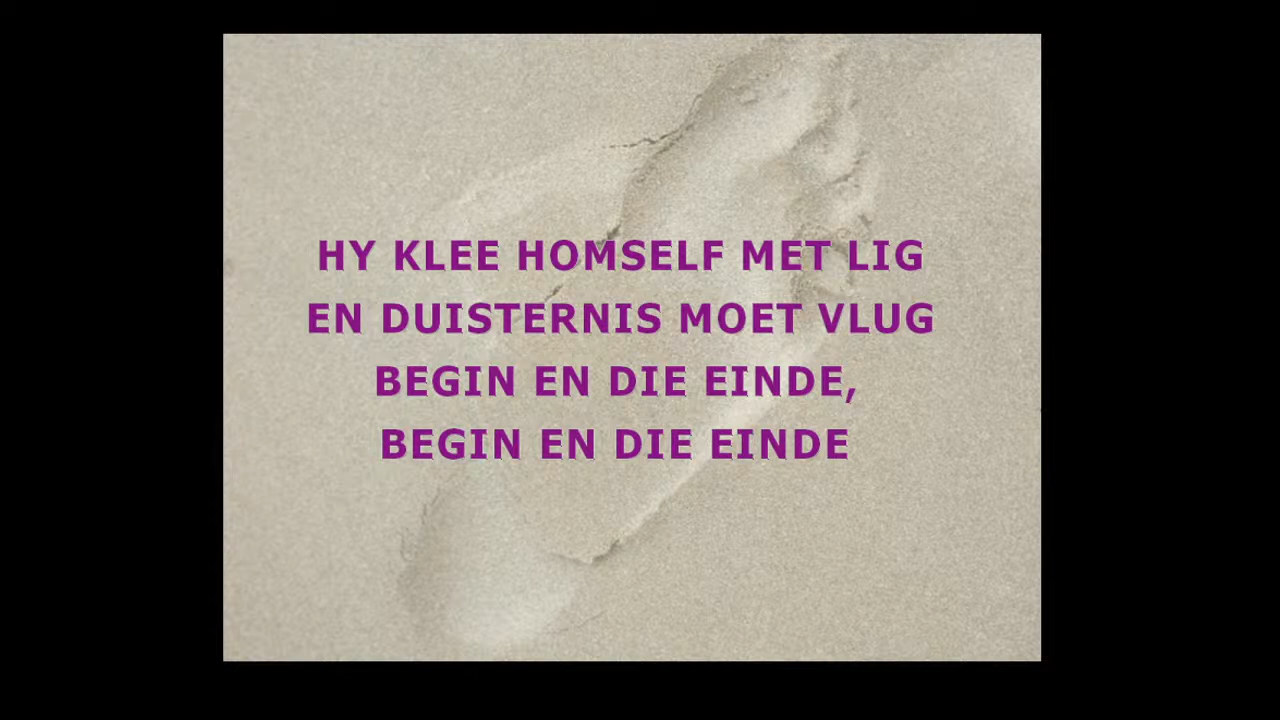 HY KLEE HOMSELF MET LIG
EN DUISTERNIS MOET VLUG
BEGIN EN DIE EINDE,
BEGIN EN DIE EINDE